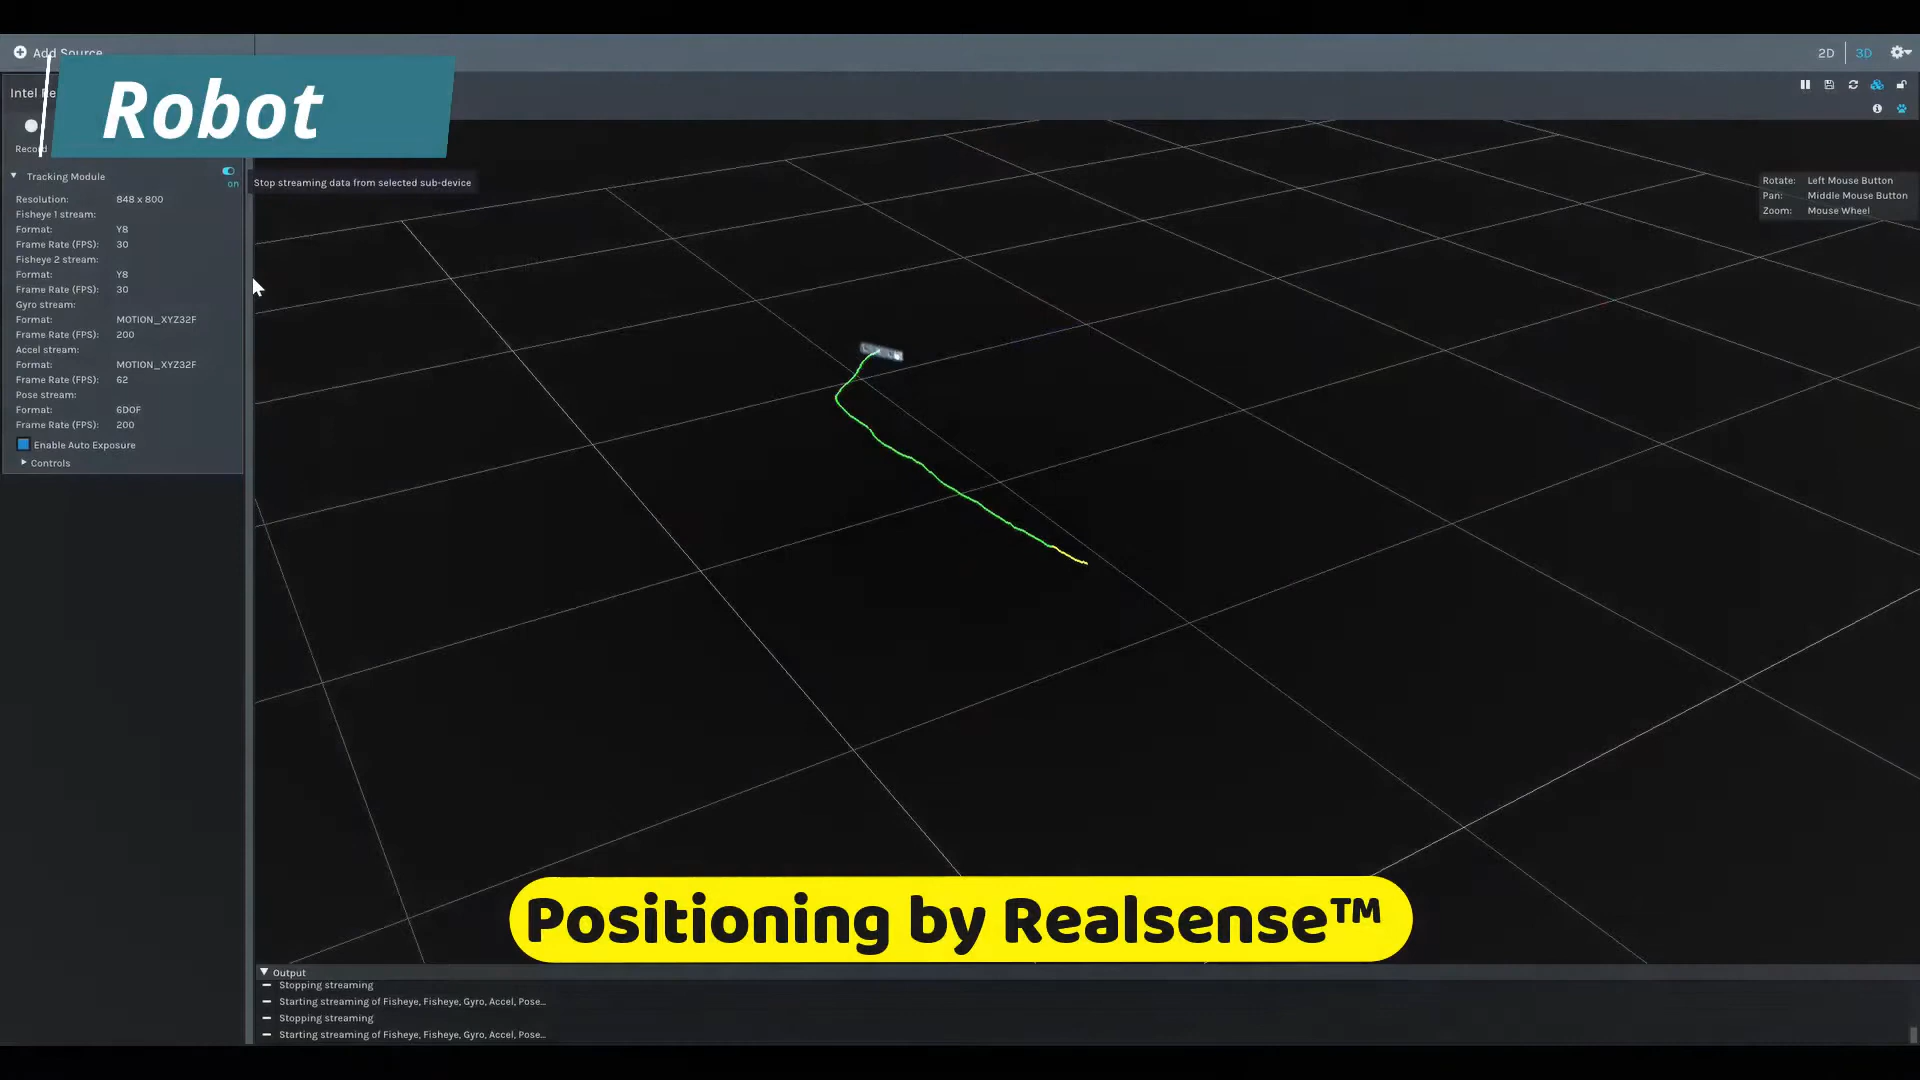 Add Source
2D
3D
Robot
Intel Re
Record
Tracking Module
on
Stop streaming data from selected sub-device
Rotate: Left Mouse Button
Pan: Middle Mouse Button
Zoom: Mouse Wheel
Resolution: 848 x 800
Fisheye 1 stream:
Format: Y8
Frame Rate (FPS): 30
Fisheye 2 stream:
Format: Y8
Frame Rate (FPS): 30
Gyro stream:
Format: MOTION_XYZ32F
Frame Rate (FPS): 200
Accel stream:
Format: MOTION_XYZ32F
Frame Rate (FPS): 62
Pose stream:
Format: 6DOF
Frame Rate (FPS): 200
Enable Auto Exposure
Controls
Positioning by Realsense™
Output
Stopping streaming
Starting streaming of Fisheye, Fisheye, Gyro, Accel, Pose...
Stopping streaming
Starting streaming of Fisheye, Fisheye, Gyro, Accel, Pose...